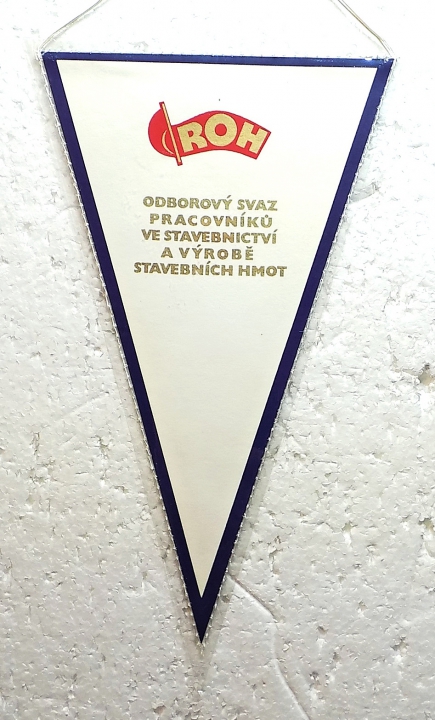 ROH
ODBOROVÝ SVAZ
PRACOVNÍKŮ
VE STAVEBNICTVÍ
A VÝROBĚ
STAVEBNÍCH HMOT